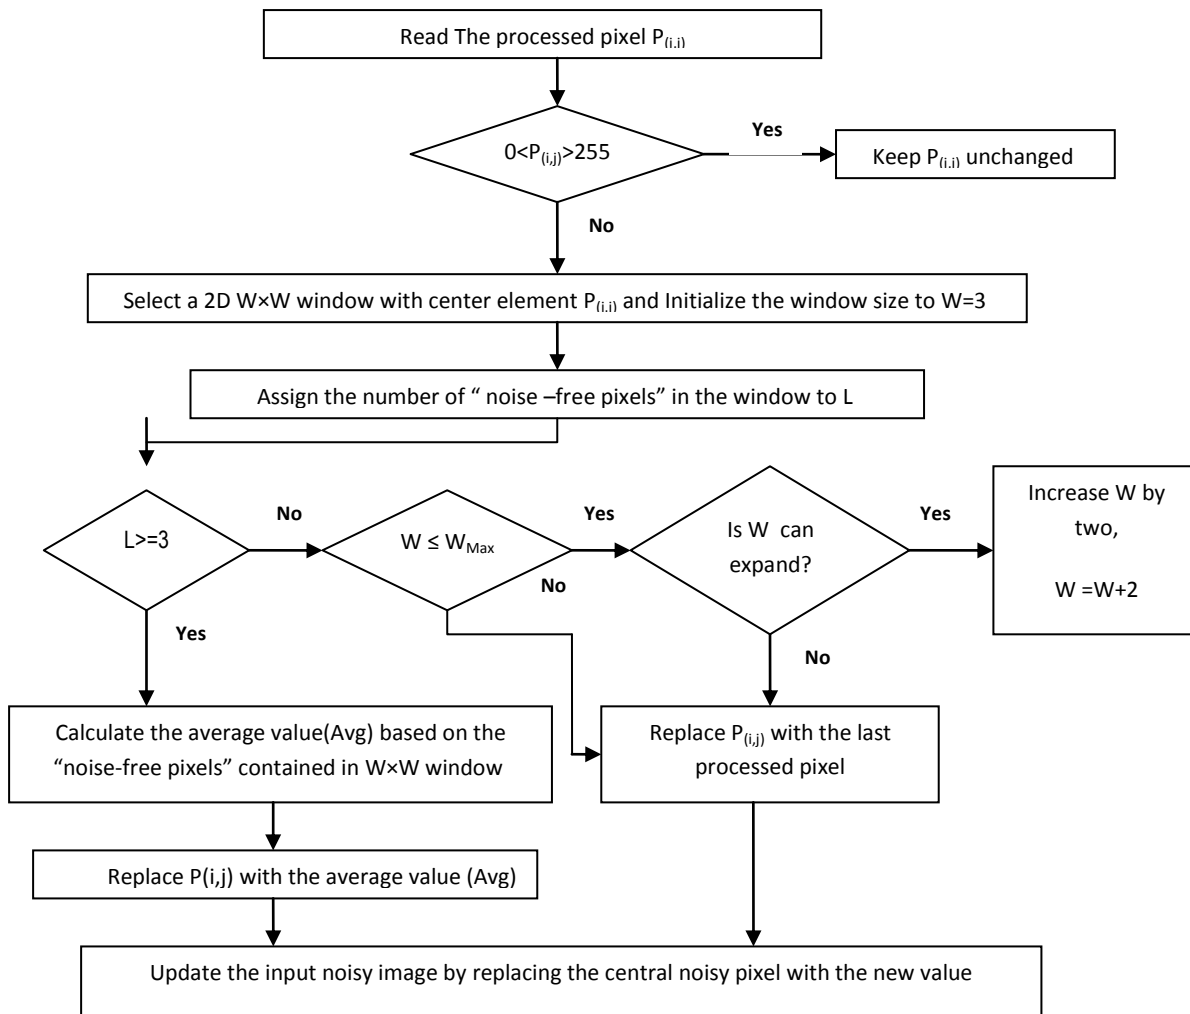 Read The processed pixel P(i,j)
0<P(i,j)>255
Yes
Keep P(i,j) unchanged
No
Select a 2D W×W window with center element P(i,j) and Initialize the window size to W=3
Assign the number of “ noise –free pixels” in the window to L
L>=3
No
W ≤ WMax
Yes
No
Is W can
expand?
Yes
Increase W by
two,
W =W+2
Yes
No
Calculate the average value(Avg) based on the
“noise-free pixels” contained in W×W window
Replace P(i,j) with the last
processed pixel
Replace P(i,j) with the average value (Avg)
Update the input noisy image by replacing the central noisy pixel with the new value